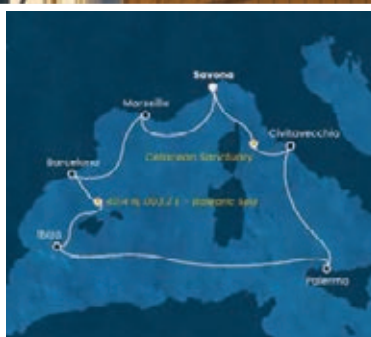 Savona
Marseille
Civitavecchia
Cetacean Sanctuary
Barcelona
Balearic Sea
Ibiza
Palermo